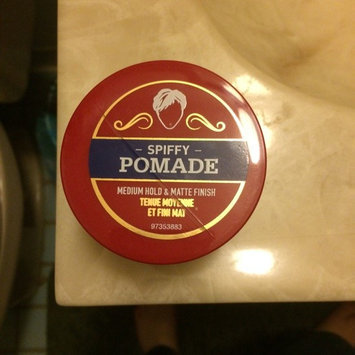 – SPIFFY –
POMADE
MEDIUM HOLD & MATTE FINISH
TENUE MOYENNE
ET FINI MAT
97353883